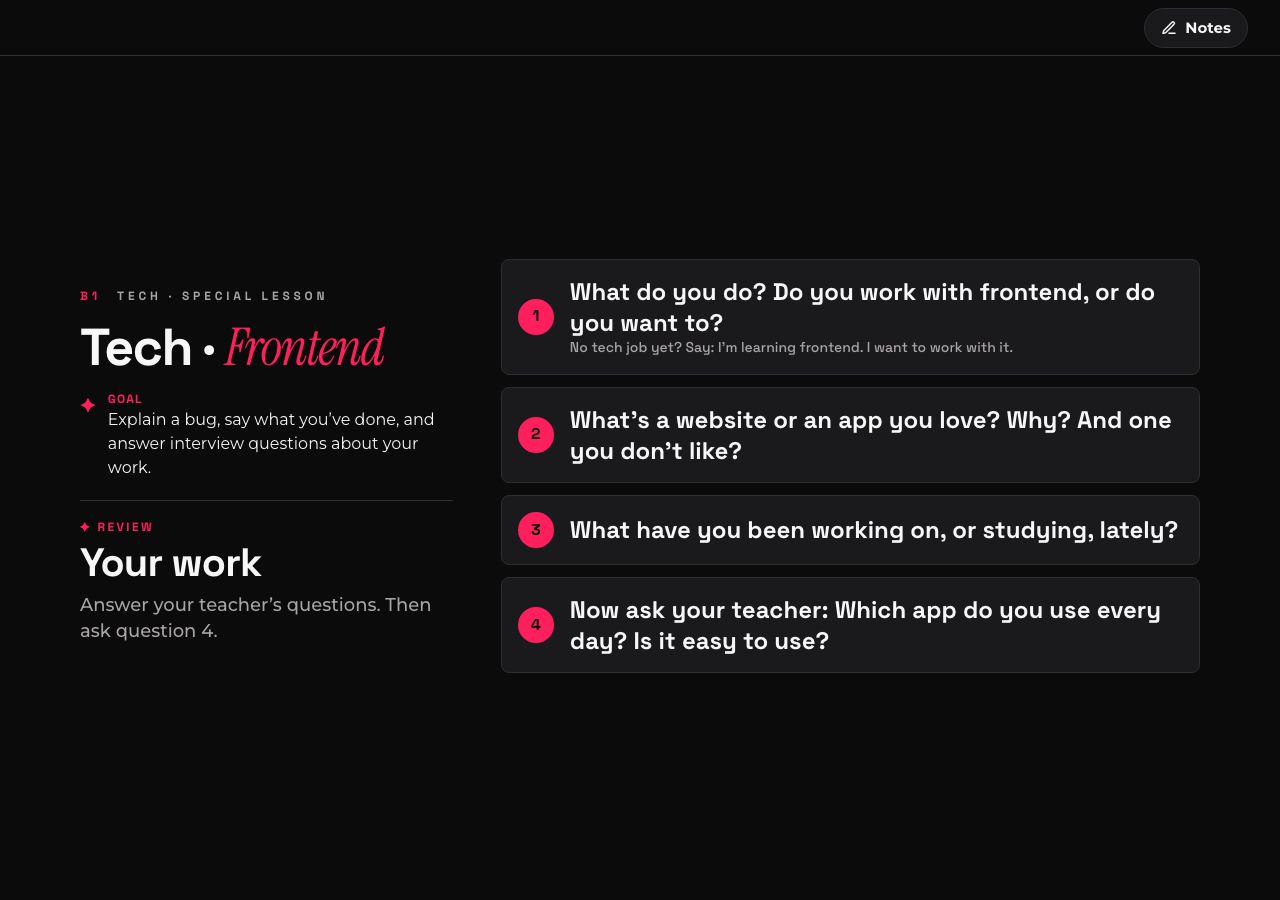 Notes
B1 TECH · SPECIAL LESSON
Tech · Frontend
GOAL
Explain a bug, say what you’ve done, and
answer interview questions about your
work.
REVIEW
Your work
Answer your teacher’s questions. Then
ask question 4.
1
What do you do? Do you work with frontend, or do
you want to?
No tech job yet? Say: I’m learning frontend. I want to work with it.
2
What’s a website or an app you love? Why? And one
you don’t like?
3
What have you been working on, or studying, lately?
4
Now ask your teacher: Which app do you use every
day? Is it easy to use?